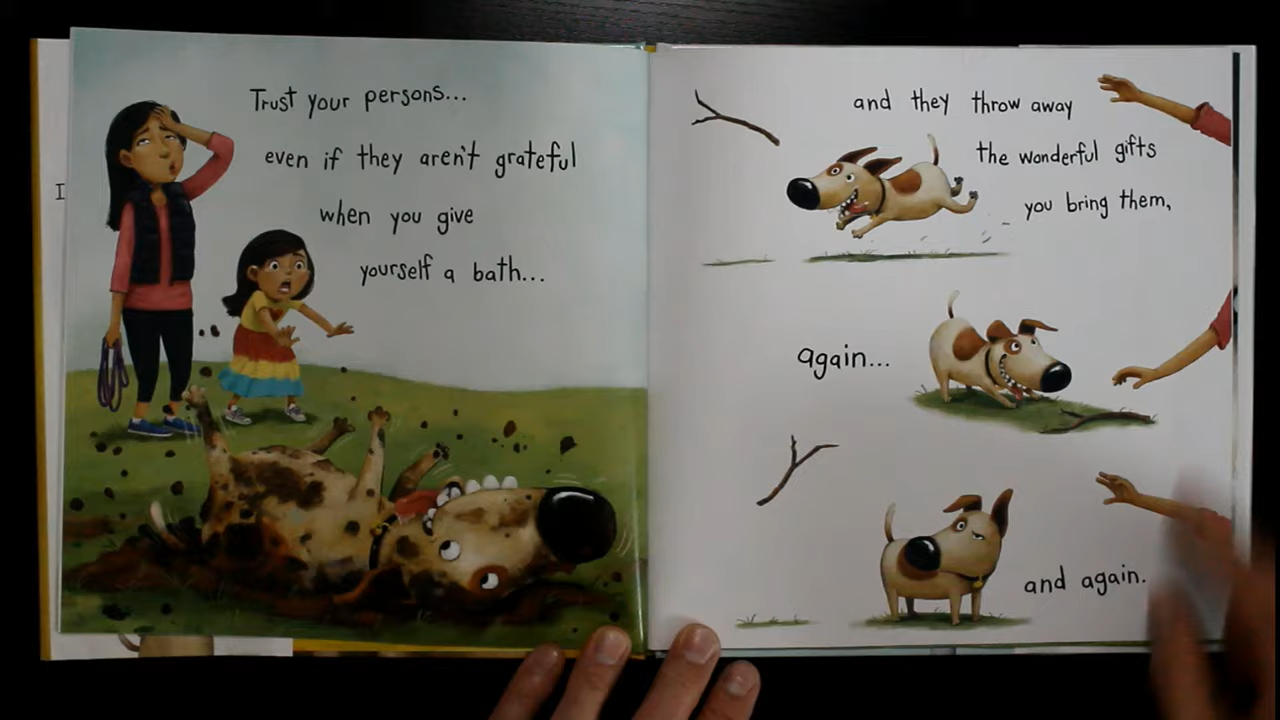 Trust your persons...
even if they aren't grateful
when you give
yourself a bath...
and they throw away
the wonderful gifts
you bring them,
again...
and again.